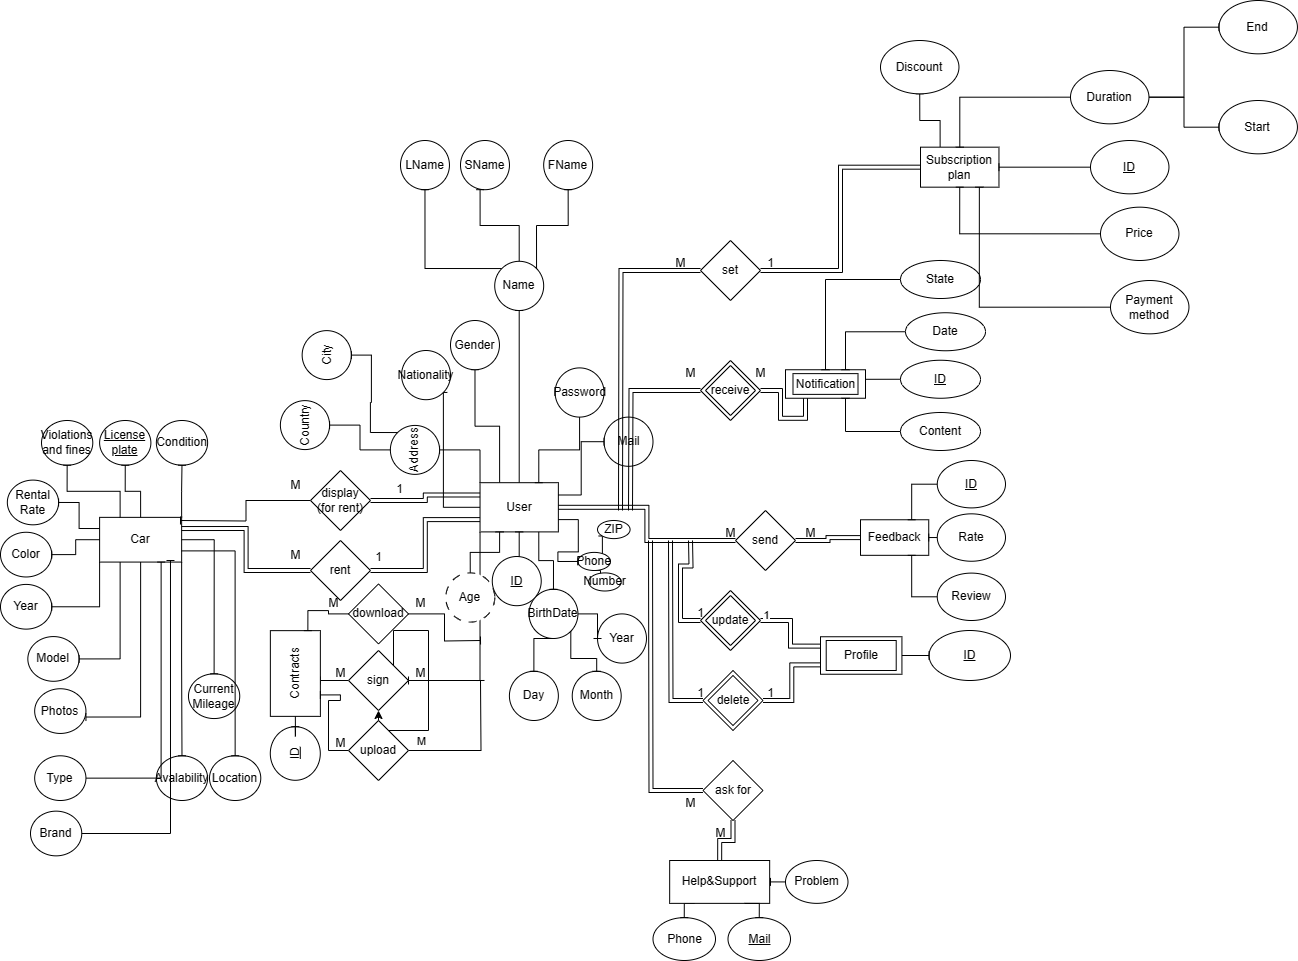 End
Discount
Duration
Start
LName
SName
FName
Subscription
plan
ID
Price
Name
M
set
1
State
Payment
method
Date
City
Gender
Nationality
M
receive
M
Notification
ID
Password
Content
Country
Address
Mail
Violations
and fines
License
plate
Condition
Rental
Rate
M
display
(for rent)
1
User
ID
Car
Color
M
rent
1
ZIP
Phone
Number
M
send
M
Feedback
Rate
Year
Age
ID
BirthDate
Review
M
download
M
1
update
1
Year
Model
Contracts
M
sign
M
Profile
ID
Day
Month
Current
Mileage
1
delete
1
Photos
ID
M
upload
M
Type
Avalability
Location
ask for
M
Brand
M
Help&Support
Problem
Phone
Mail